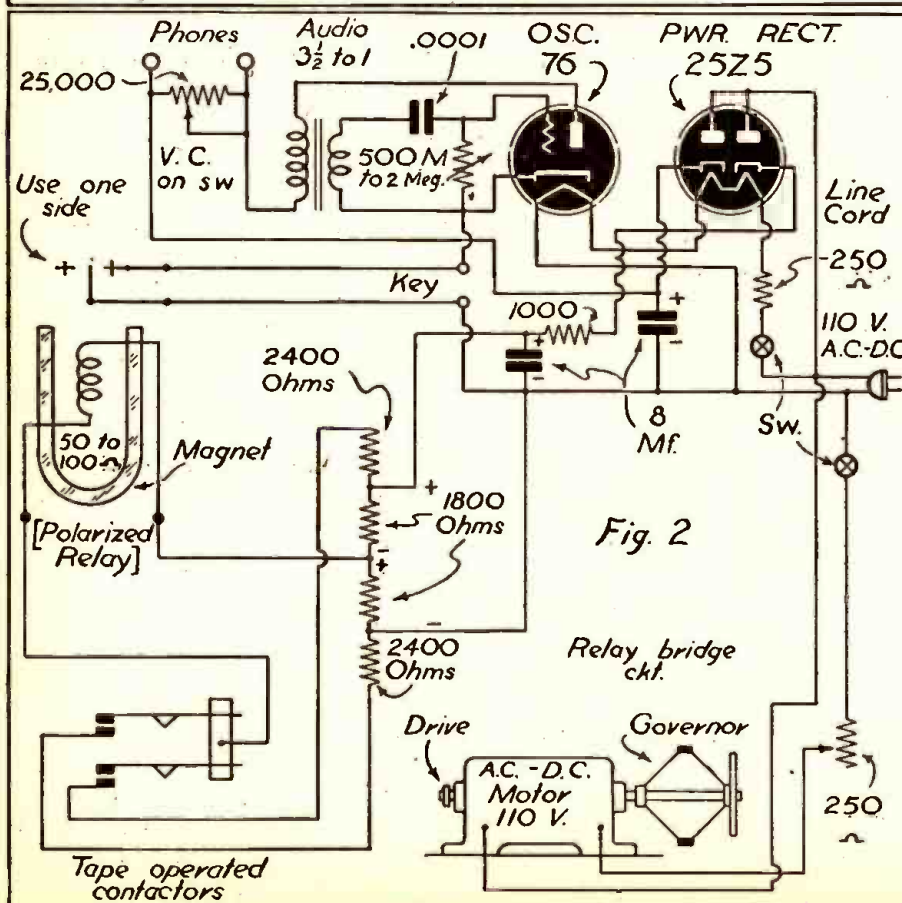 Phones
Audio
3½ to 1
.0001
OSC.
76
PWR. RECT.
25Z5
25,000
V. C.
on sw
500 M
to 2 Meg.
Use one
side
Line
Cord
+ - +
Key
250
Ω
110 V.
A.C.-D.C.
1000
+
-
+
-
8
Mf.
Sw.
2400
Ohms
50 to
100 Ω
Magnet
[Polarized
Relay]
+
1800
Ohms
-
+
-
Fig. 2
2400
Ohms
Relay bridge
ckt.
Drive
Governor
A.C. - D.C.
Motor
110 V.
250
Ω
Tape operated
contactors